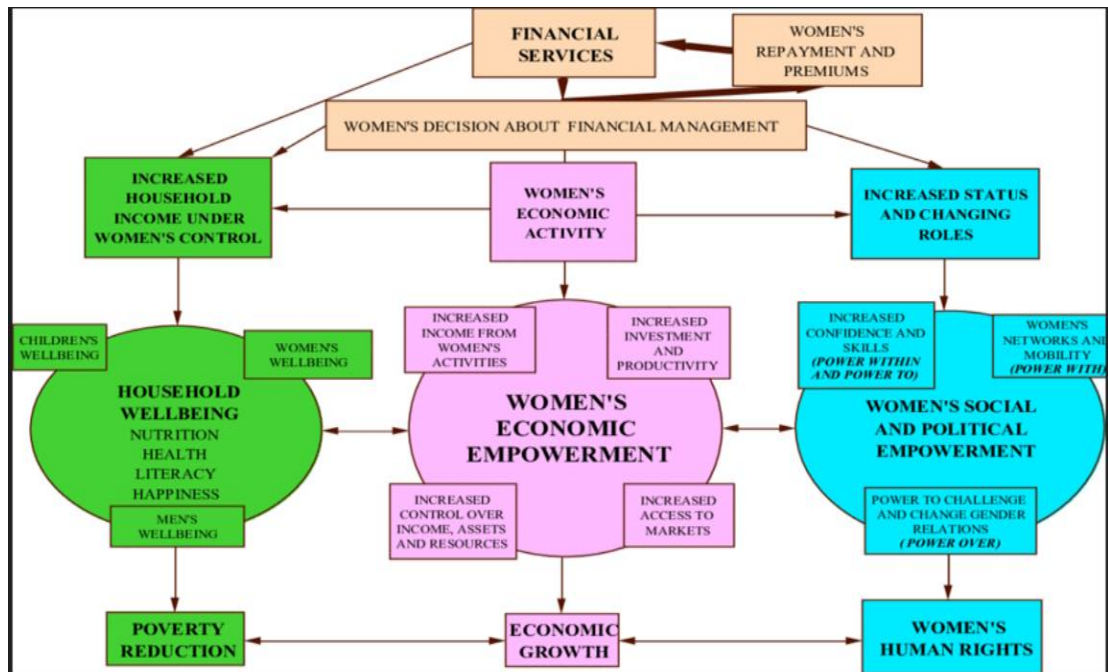 FINANCIAL
SERVICES
WOMEN'S
REPAYMENT AND
PREMIUMS
WOMEN'S DECISION ABOUT FINANCIAL MANAGEMENT
INCREASED
HOUSEHOLD
INCOME UNDER
WOMEN'S CONTROL
WOMEN'S
ECONOMIC
ACTIVITY
INCREASED STATUS
AND CHANGING
ROLES
CHILDREN'S
WELLBEING
WOMEN'S
WELLBEING
HOUSEHOLD
WELLBEING
NUTRITION
HEALTH
LITERACY
HAPPINESS
MEN'S
WELLBEING
INCREASED
INCOME FROM
WOMEN'S
ACTIVITIES
INCREASED
INVESTMENT
AND
PRODUCTIVITY
WOMEN'S
ECONOMIC
EMPOWERMENT
INCREASED
CONTROL OVER
INCOME, ASSETS
AND RESOURCES
INCREASED
ACCESS TO
MARKETS
INCREASED
CONFIDENCE AND
SKILLS
(POWER WITHIN
AND POWER TO)
WOMEN'S
NETWORKS AND
MOBILITY
(POWER WITH)
WOMEN'S SOCIAL
AND POLITICAL
EMPOWERMENT
POWER TO CHALLENGE
AND CHANGE GENDER
RELATIONS
(POWER OVER)
POVERTY
REDUCTION
ECONOMIC
GROWTH
WOMEN'S
HUMAN RIGHTS